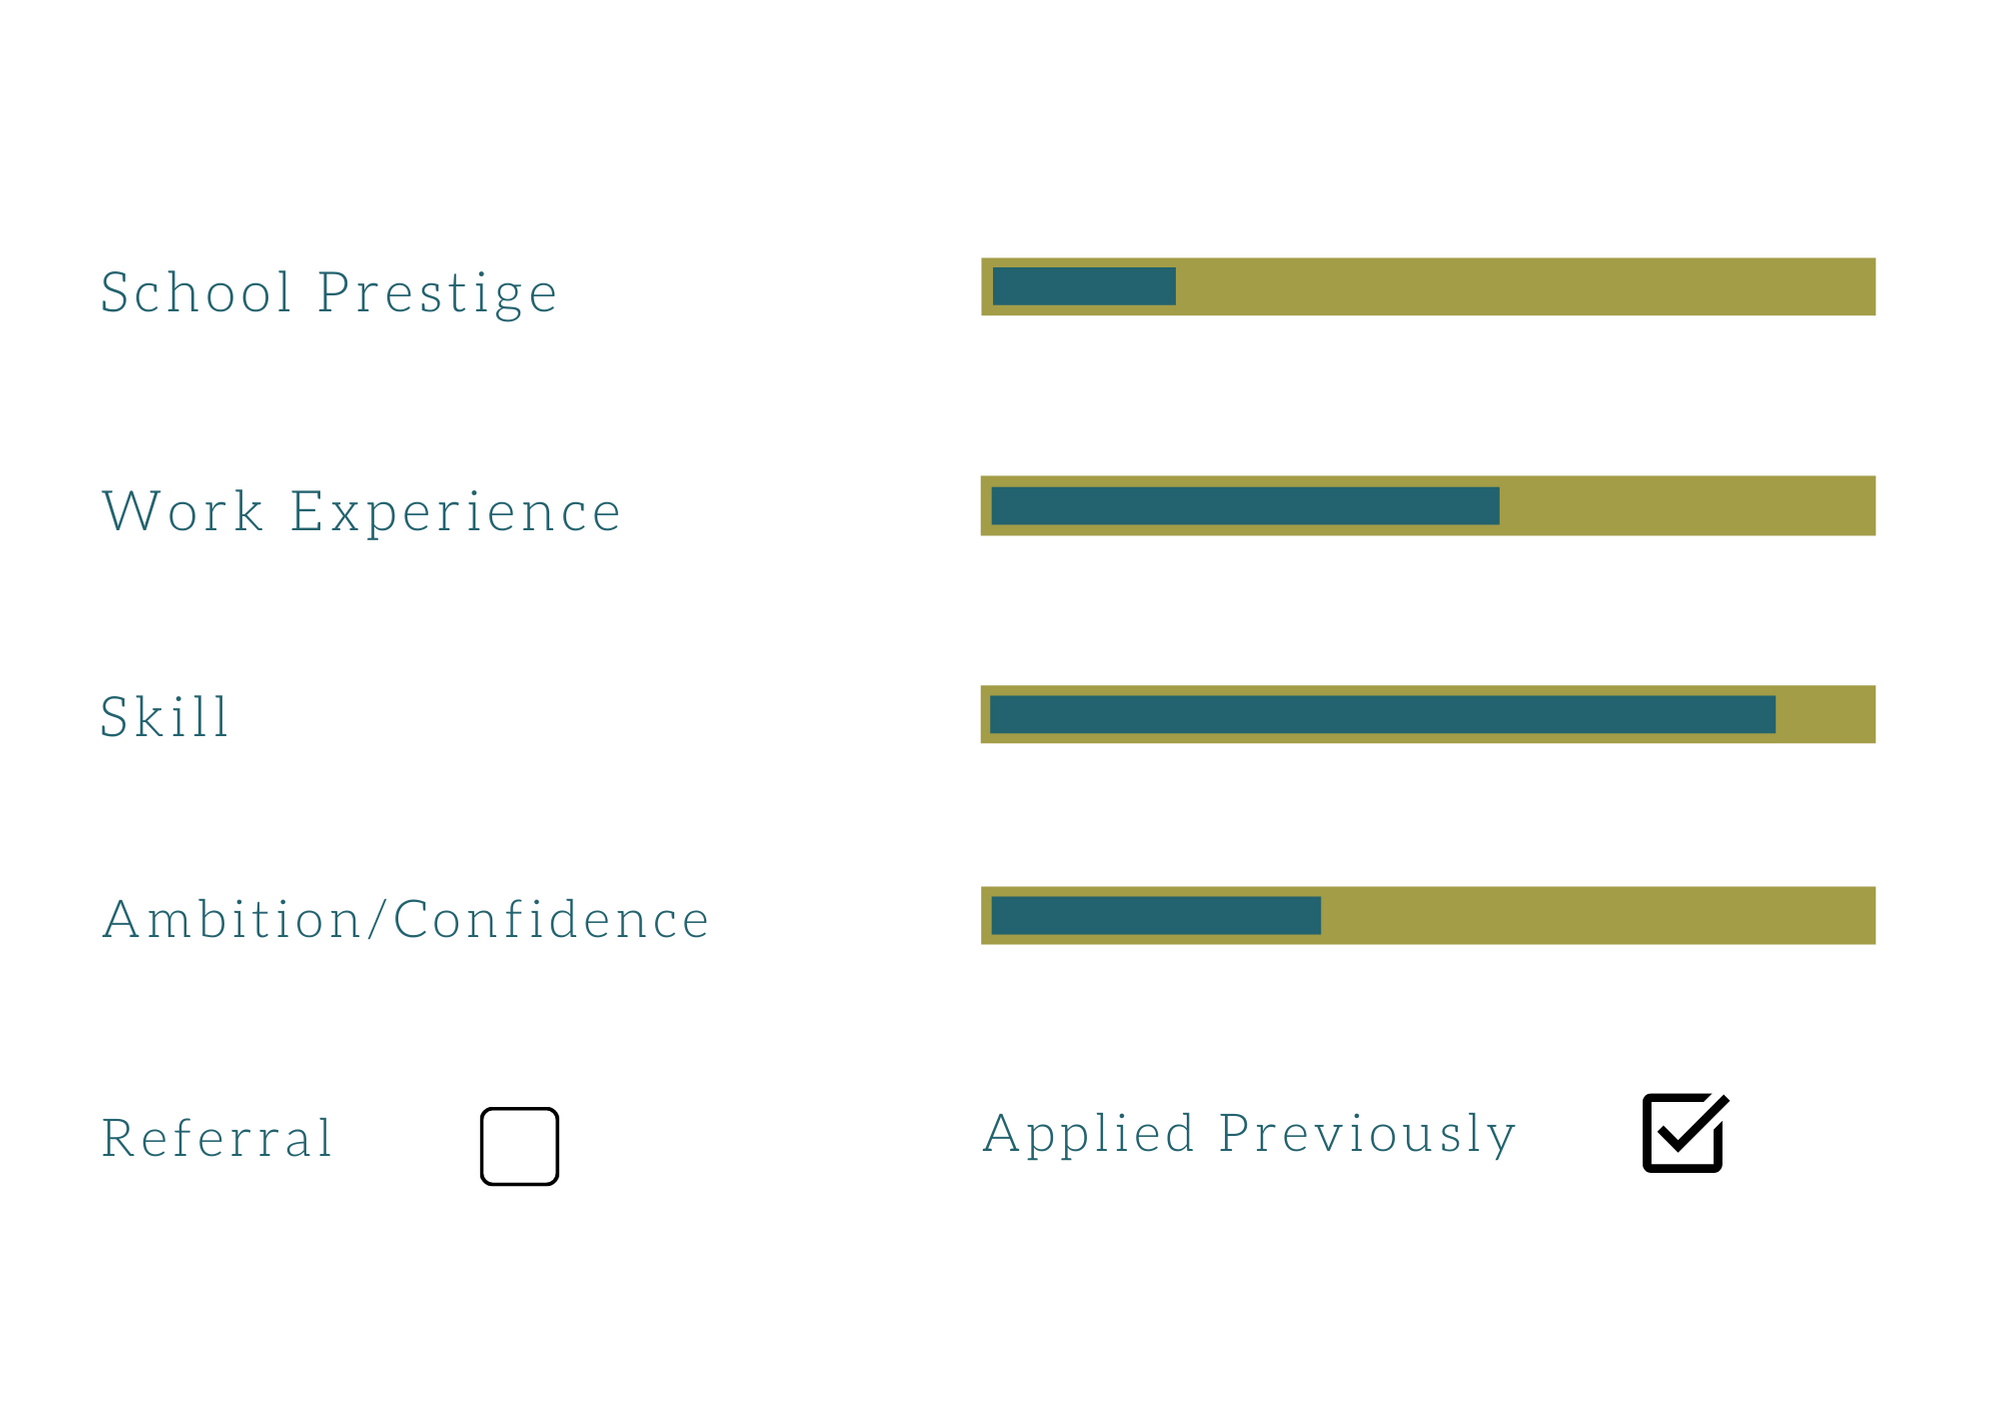 School Prestige
Work Experience
Skill
Ambition/Confidence
Referral
Applied Previously